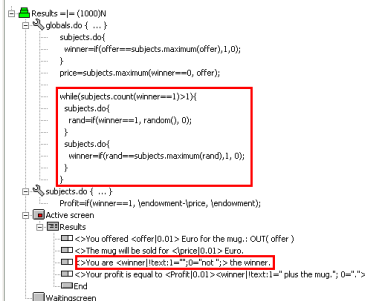 Results =|= (1000)N
globals.do { ... }
subjects.do{
winner=if(offer==subjects.maximum(offer),1,0);
}
price=subjects.maximum(winner==0, offer);
while(subjects.count(winner==1)>1){
subjects.do{
rand=if(winner==1, random(), 0);
}
subjects.do{
winner=if(rand==subjects.maximum(rand),1, 0);
}
}
subjects.do { ... }
Profit=if(winner==1, \endowment-\price, \endowment);
Active screen
Results
<>You offered <offer|0.01> Euro for the mug.: OUT( offer )
<>The mug will be sold for <\price|0.01> Euro.
<>You are <winner|!text:1="";0="not ";> the winner.
<>Your profit is equal to <Profit|0.01><winner|!text:1=" plus the mug."; 0=".">
Waitingscreen